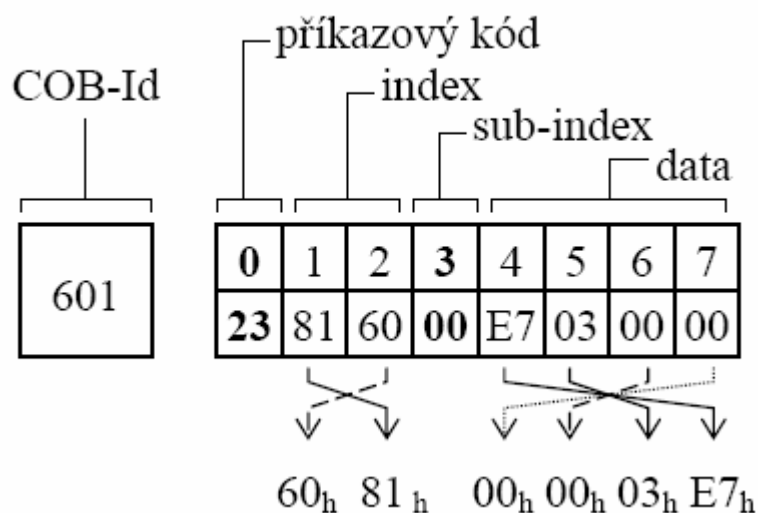 příkazový kód
COB-Id
index
sub-index
data
601
0 1 2 3 4 5 6 7
23 81 60 00 E7 03 00 00
60h 81h 00h 00h 03h E7h